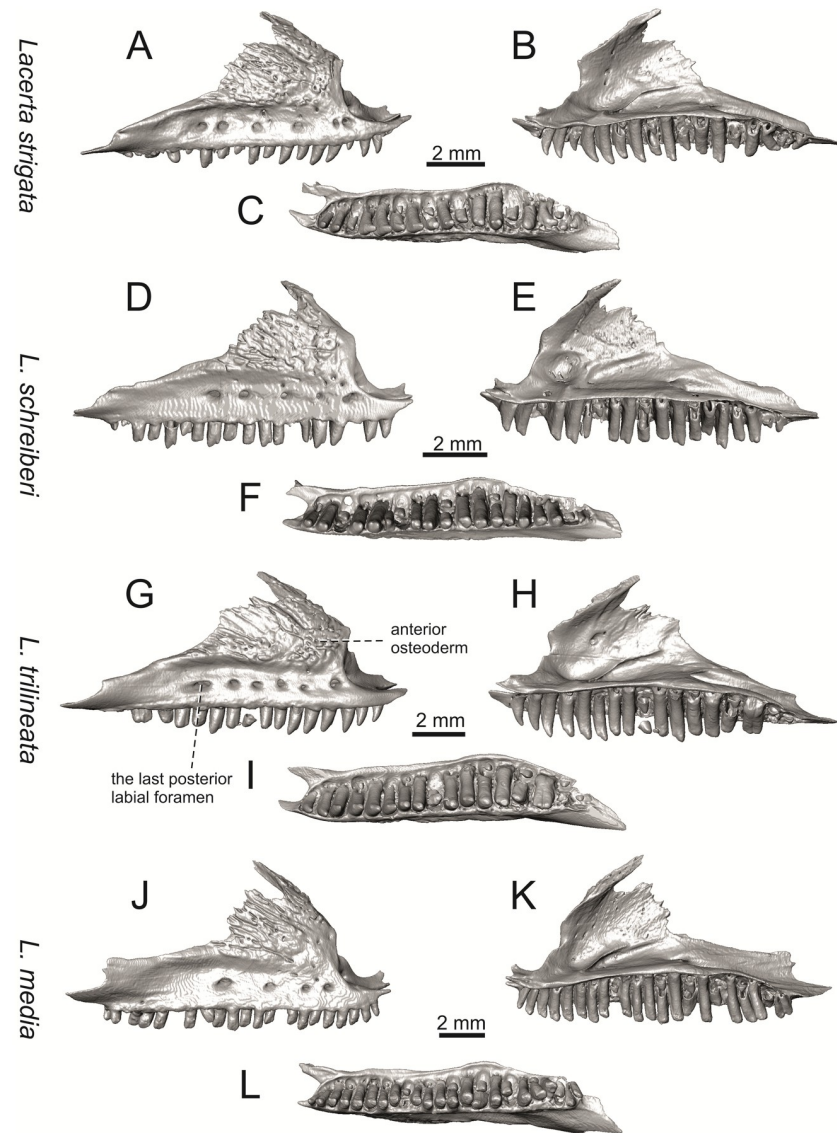 Lacerta strigata
A
B
2 mm
C
L. schreiberi
D
E
2 mm
F
L. trilineata
G
H
anterior
osteoderm
2 mm
the last posterior
labial foramen
I
L. media
J
K
2 mm
L